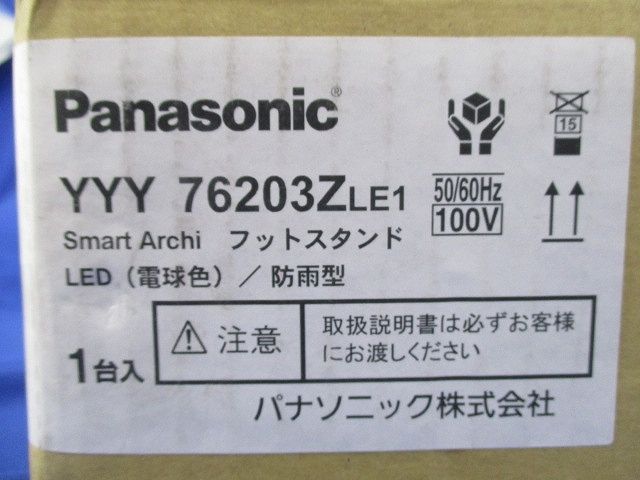 Panasonic®
YYY 76203ZLE1
Smart Archi フットスタンド
LED（電球色）／防雨型
50/60Hz
100V
15
1台入
⚠注意
取扱説明書は必ずお客様
にお渡しください
パナソニック株式会社